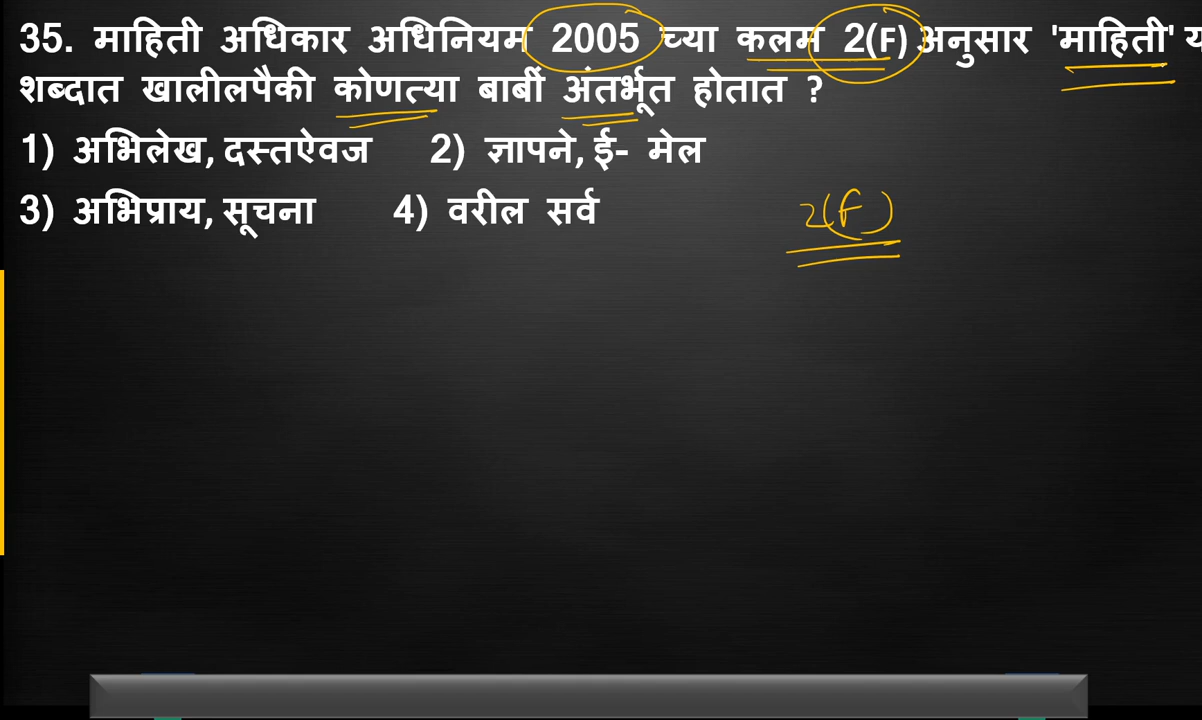 35. माहिती अधिकार अधिनियम 2005 च्या कलम 2(F) अनुसार 'माहिती'
शब्दात खालीलपैकी कोणत्या बाबीं अंतर्भूत होतात ?
1) अभिलेख, दस्तऐवज 2) ज्ञापने, ई- मेल
3) अभिप्राय, सूचना 4) वरील सर्व
2(F)